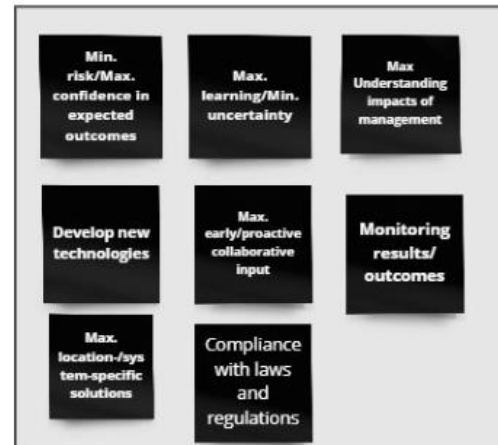 Min.
risk/Max.
confidence in
expected
outcomes
Max.
learning/Min.
uncertainty
Max
Understanding
impacts of
management
Develop new
technologies
Max.
early/proactive
collaborative
input
Monitoring
results/
outcomes
Max.
location-/sys
tem-specific
solutions
Compliance
with laws
and
regulations